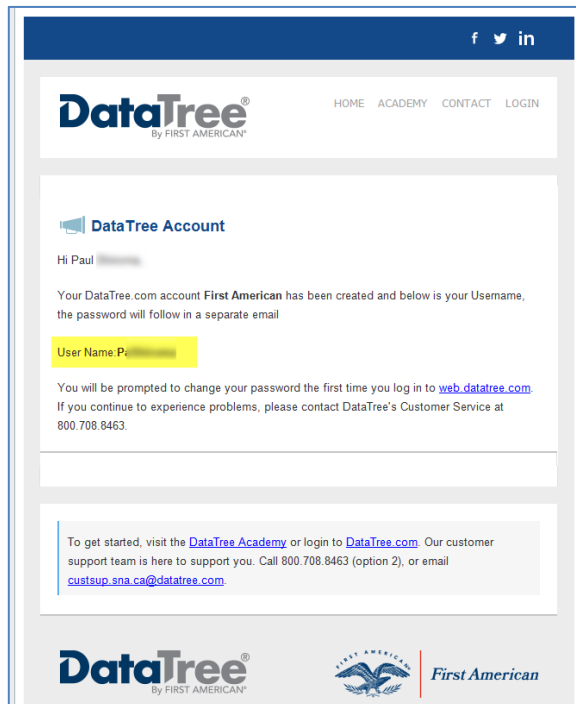 f in
DataTree®
By FIRST AMERICAN®
HOME ACADEMY CONTACT LOGIN
DataTree Account
Hi Paul
Your DataTree.com account First American has been created and below is your Username,
the password will follow in a separate email
User Name:
You will be prompted to change your password the first time you log in to web.datatree.com.
If you continue to experience problems, please contact DataTree's Customer Service at
800.708.8463.
To get started, visit the DataTree Academy or login to DataTree.com. Our customer
support team is here to support you. Call 800.708.8463 (option 2), or email
custsup.sna.ca@datatree.com.
DataTree®
By FIRST AMERICAN®
FIRST AMERICAN
First American